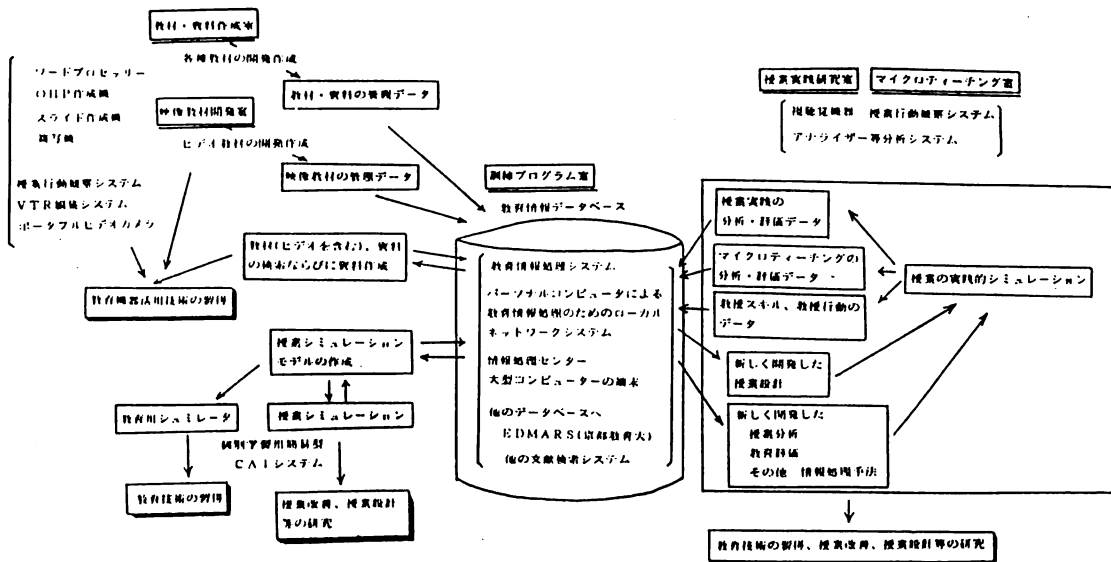 教材・資料作成室
各種教材の開発作成
ワードプロセッサー
OHP作成機
スライド作成機
複写機
教材・資料の管理データ
映像教材開発室
ビデオ教材の開発作成
映像教材の管理データ
授業行動観察システム
VTR編集システム
ポータブルビデオカメラ
教材(ビデオを含む)、資料
の検索ならびに資料作成
教育機器活用技術の習得
授業シミュレーション
モデルの作成
教育用シュミレータ
授業シミュレーション
個別学習用簡易型
CAIシステム
教育技術の習得
授業改善、授業設計
等の研究
訓練プログラム室
教育情報データベース
教育情報処理システム
パーソナルコンピュータによる
教育情報処理のためのローカル
ネットワークシステム
情報処理センター
大型コンピューターの端末
他のデータベースへ
EDMARS(京都教育大)
他の文献検索システム
授業実践研究室
マイクロティーチング室
視聴覚機器 授業行動観察システム
アナライザー等分析システム
授業実践の
分析・評価データ
マイクロティーチングの
分析・評価データ
教授スキル、教授行動の
データ
授業の実践的シミュレーション
新しく開発した
授業設計
新しく開発した
授業分析
教育評価
その他 情報処理手法
教育技術の習得、授業改善、授業設計等の研究